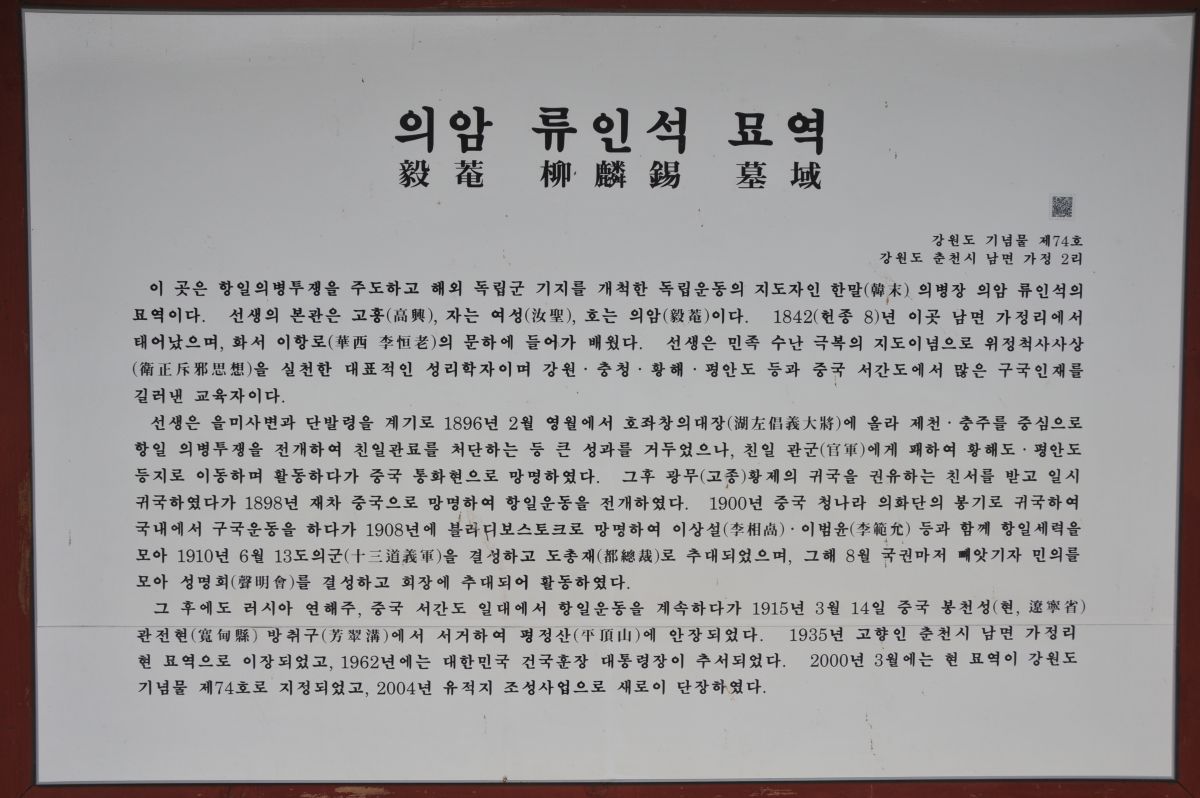 의암 류인석 묘역
毅菴 柳麟錫 墓域
강원도 기념물 제74호
강원도 춘천시 남면 가정 2리
이 곳은 항일의병투쟁을 주도하고 해외 독립군 기지를 개척한 독립운동의 지도자인 한말(韓末) 의병장 의암 류인석의
묘역이다. 선생의 본관은 고흥(高興), 자는 여성(汝聖), 호는 의암(毅菴)이다. 1842(헌종 8)년 이곳 남면 가정리에서
태어났으며, 화서 이항로(華西 李恒老)의 문하에 들어가 배웠다. 선생은 민족 수난 극복의 지도이념으로 위정척사사상
(衛正斥邪思想)을 실천한 대표적인 성리학자이며 강원·충청·황해·평안도 등과 중국 서간도에서 많은 구국인재를
길러낸 교육자이다.
선생은 을미사변과 단발령을 계기로 1896년 2월 영월에서 호좌창의대장(湖左倡義大將)에 올라 제천·충주를 중심으로
항일 의병투쟁을 전개하여 친일관료를 처단하는 등 큰 성과를 거두었으나, 친일 관군(官軍)에게 패하여 황해도·평안도
등지로 이동하며 활동하다가 중국 통화현으로 망명하였다. 그후 광무(고종)황제의 귀국을 권유하는 친서를 받고 일시
귀국하였다가 1898년 재차 중국으로 망명하여 항일운동을 전개하였다. 1900년 중국 청나라 의화단의 봉기로 귀국하여
국내에서 구국운동을 하다가 1908년에 블라디보스토크로 망명하여 이상설(李相卨)·이범윤(李範允) 등과 함께 항일세력을
모아 1910년 6월 13도의군(十三道義軍)을 결성하고 도총재(都總裁)로 추대되었으며, 그해 8월 국권마저 빼앗기자 민의를
모아 성명회(聲明會)를 결성하고 회장에 추대되어 활동하였다.
그 후에도 러시아 연해주, 중국 서간도 일대에서 항일운동을 계속하다가 1915년 3월 14일 중국 봉천성(현, 遼寧省)
관전현(寬甸縣) 방취구(芳翠溝)에서 서거하여 평정산(平頂山)에 안장되었다. 1935년 고향인 춘천시 남면 가정리
현 묘역으로 이장되었고, 1962년에는 대한민국 건국훈장 대통령장이 추서되었다. 2000년 3월에는 현 묘역이 강원도
기념물 제74호로 지정되었고, 2004년 유적지 조성사업으로 새로이 단장하였다.